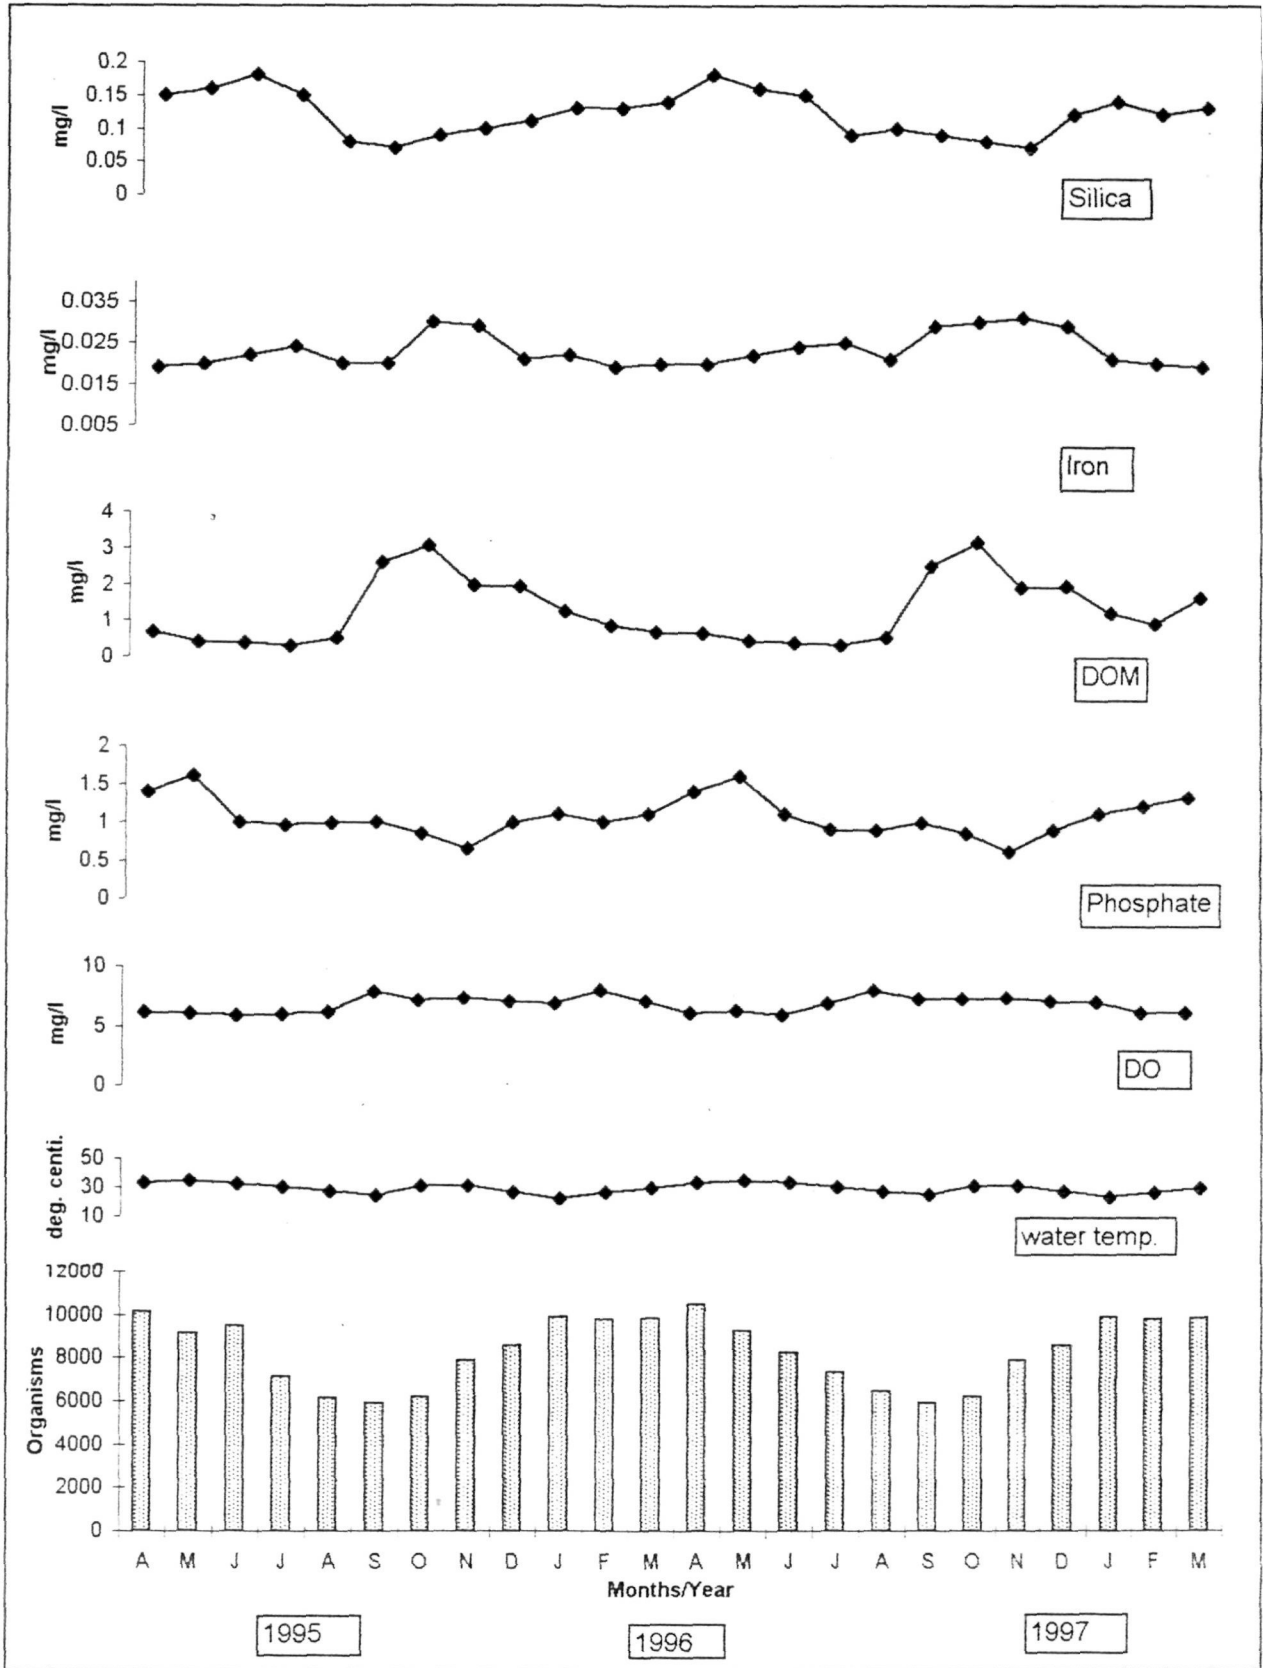 0.2
0.15
0.1
0.05
0
mg/l
Silica
0.035
0.025
0.015
0.005
mg/l
Iron
4
3
2
1
0
mg/l
DOM
2
1.5
1
0.5
0
mg/l
Phosphate
10
5
0
mg/l
DO
50
30
10
deg. centi.
water temp.
12000
10000
8000
6000
4000
2000
0
Organisms
A M J J A S O N D J F M A M J J A S O N D J F M
Months/Year
1995 1996 1997